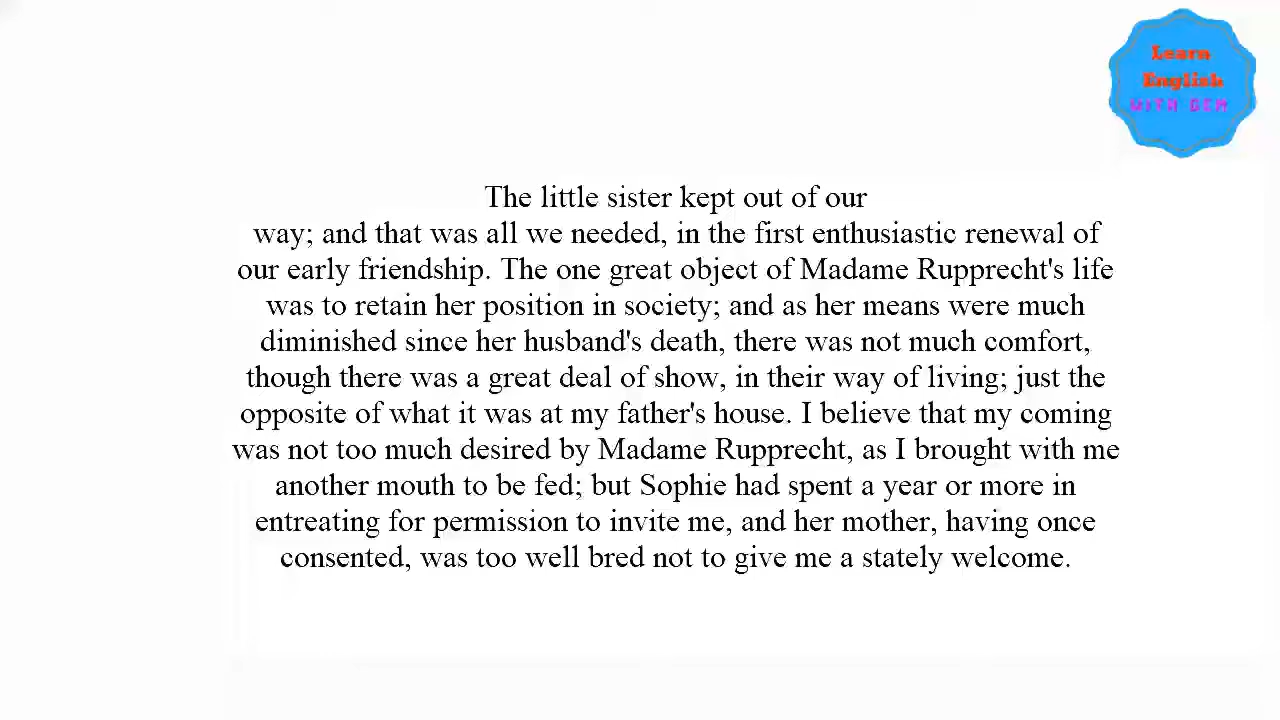 Learn
English
WITH BEN
The little sister kept out of our
way; and that was all we needed, in the first enthusiastic renewal of
our early friendship. The one great object of Madame Rupprecht's life
was to retain her position in society; and as her means were much
diminished since her husband's death, there was not much comfort,
though there was a great deal of show, in their way of living; just the
opposite of what it was at my father's house. I believe that my coming
was not too much desired by Madame Rupprecht, as I brought with me
another mouth to be fed; but Sophie had spent a year or more in
entreating for permission to invite me, and her mother, having once
consented, was too well bred not to give me a stately welcome.